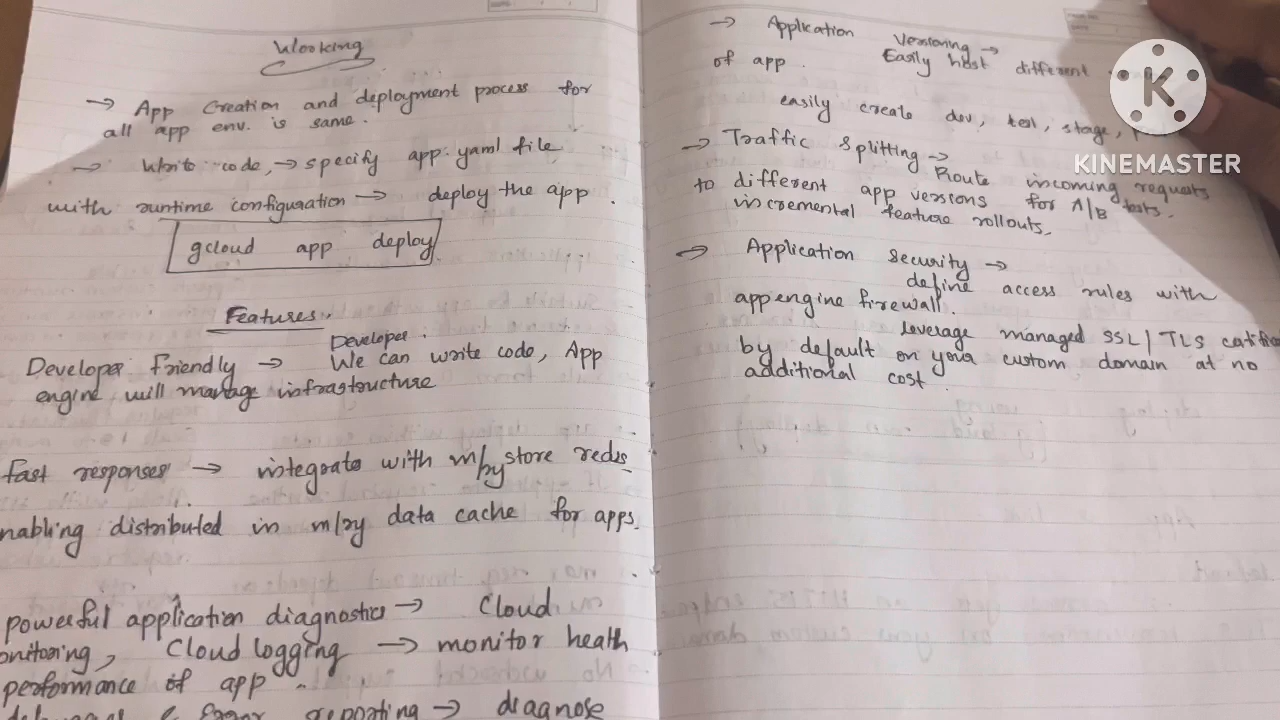 Working
→ App Creation and deployment process for
all app env. is same.
→ Write code, → specify app.yaml file
with runtime configuration → deploy the app.
gcloud app deploy
Features.
Developer
Developer Friendly → We can write code, App
engine will manage infrastructure
fast responses → integrate with m/ry store redis
nabling distributed in m/ry data cache for apps.
powerful application diagnostics → Cloud
onitoring, Cloud logging → monitor health
performance of app.
& Error reporting → diagnose
→ Application Versioning →
of app. Easily host different
easily create dev, test, stage,
→ Traffic Splitting →
Route incoming requests
to different app versions for A/B tests.
incremental feature rollouts.
→ Application security →
define access rules with
app engine firewall.
leverage managed SSL/TLS
by default on your custom domain at no
additional cost.
K
KINEMASTER